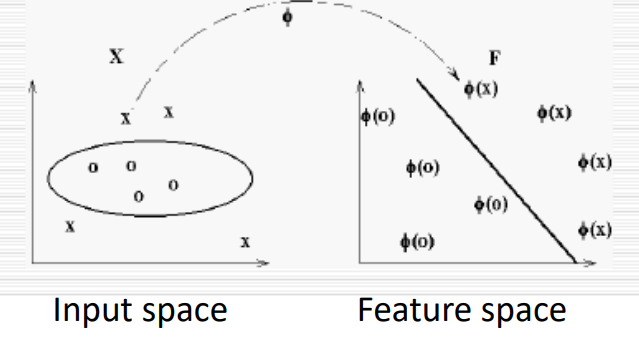 ϕ
X
F
x
x
o
o
o
o
x
x
ϕ(x)
ϕ(o)
ϕ(x)
ϕ(o)
ϕ(x)
ϕ(o)
ϕ(x)
ϕ(o)
Input space
Feature space